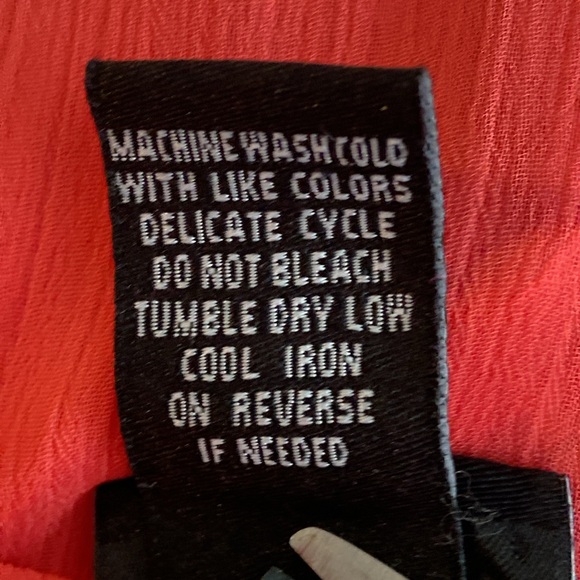 MACHINE WASH COLD
WITH LIKE COLORS
DELICATE CYCLE
DO NOT BLEACH
TUMBLE DRY LOW
COOL IRON
ON REVERSE
IF NEEDED